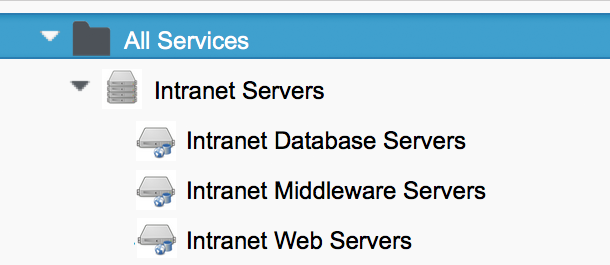 All Services
Intranet Servers
Intranet Database Servers
Intranet Middleware Servers
Intranet Web Servers